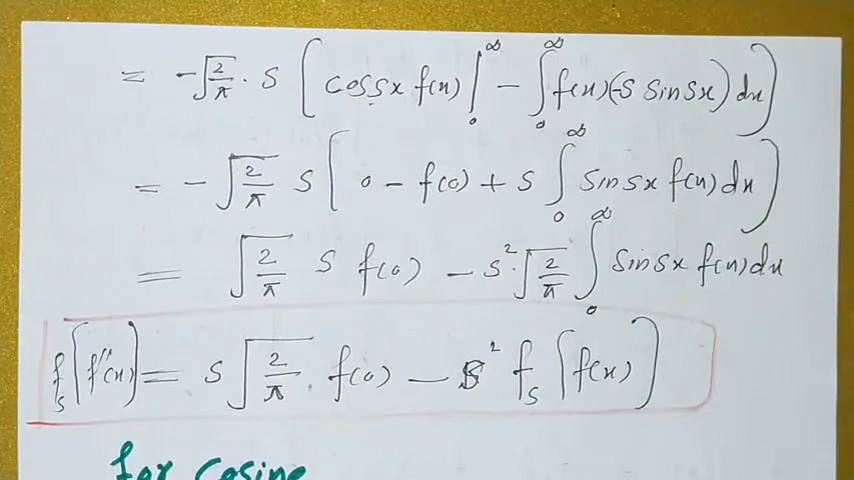 = -√(2/π) · s [ cos sx f(x) |₀^∞ - ∫₀^∞ f(x) (-s sin sx) dx ]
= -√(2/π) s [ 0 - f(0) + s ∫₀^∞ sin sx f(x) dx ]
= √(2/π) s f(0) - s² · √(2/π) ∫₀^∞ sin sx f(x) dx
f_s [ f''(x) ] = s √(2/π) · f(0) - s² f_s [ f(x) ]
for cosine